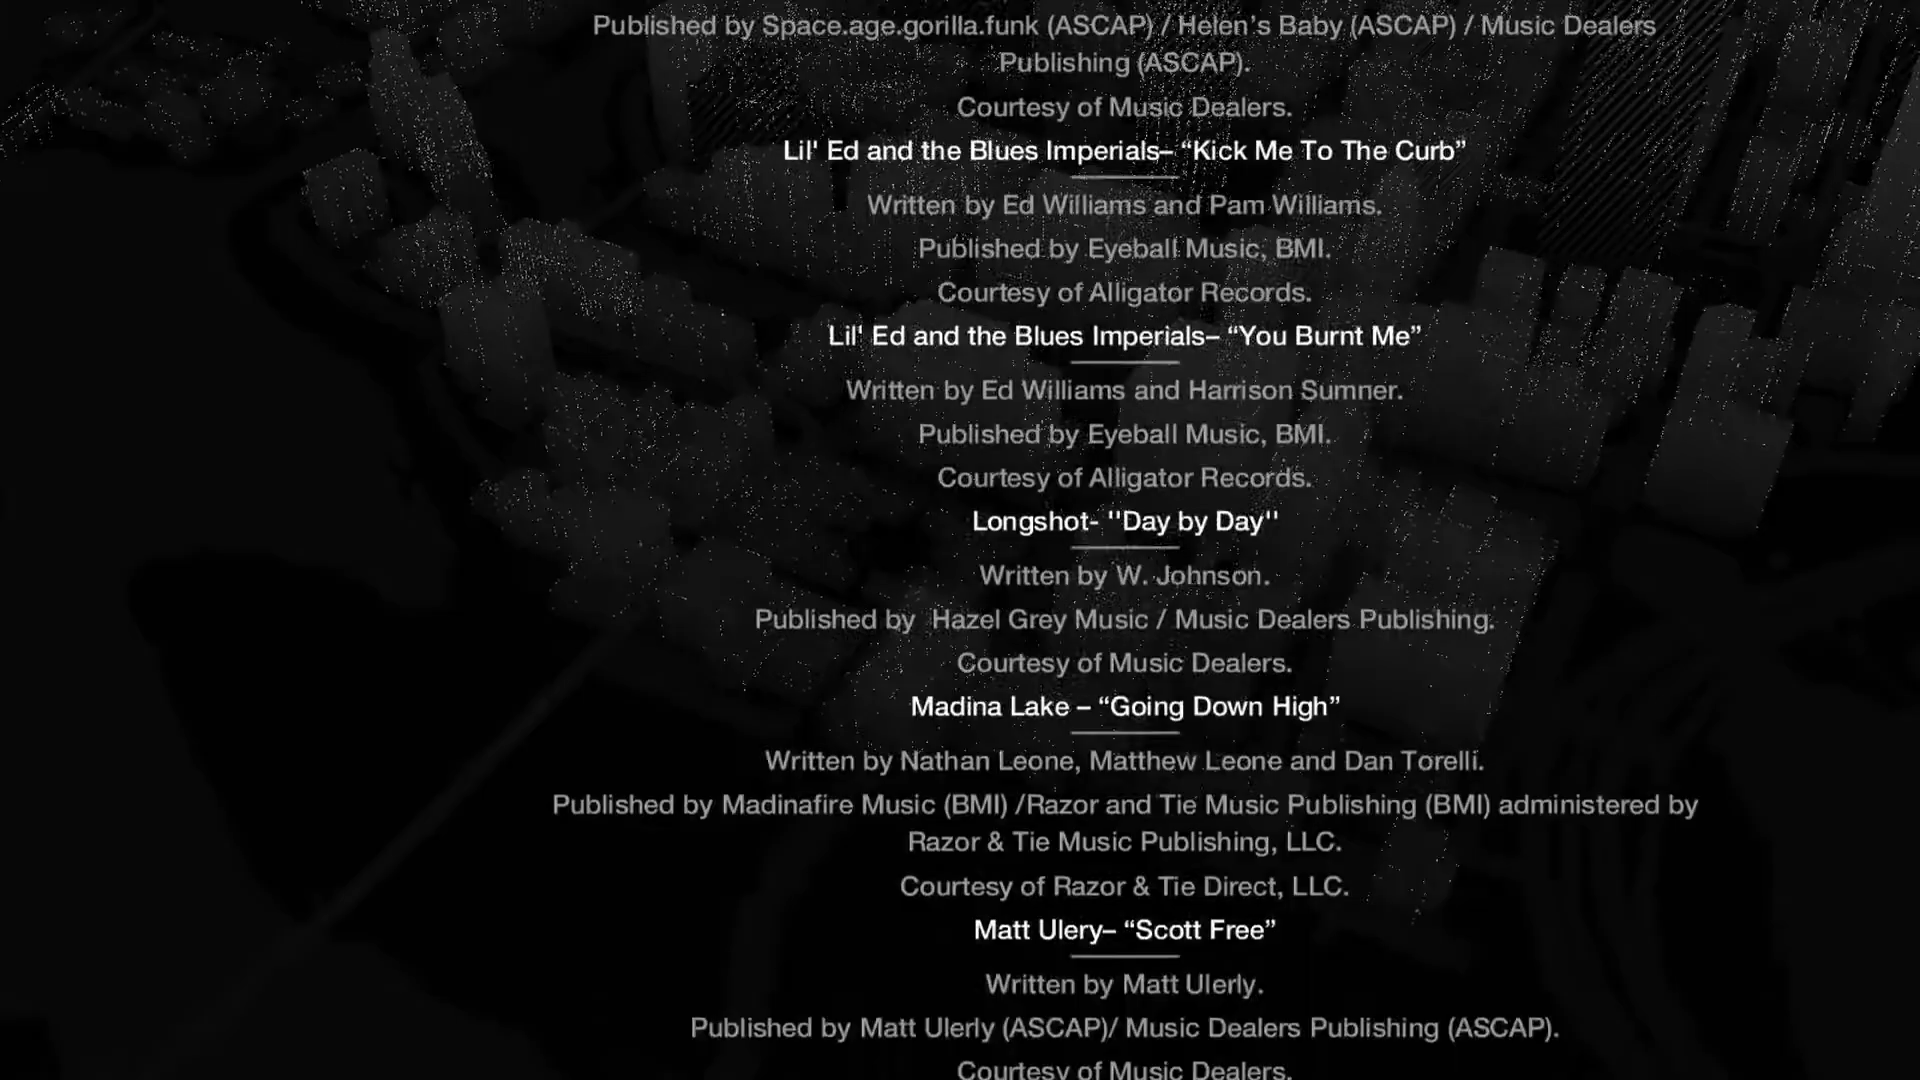 Published by Space.age.gorilla.funk (ASCAP) / Helen’s Baby (ASCAP) / Music Dealers
Publishing (ASCAP).
Courtesy of Music Dealers.
Lil' Ed and the Blues Imperials– “Kick Me To The Curb”
Written by Ed Williams and Pam Williams.
Published by Eyeball Music, BMI.
Courtesy of Alligator Records.
Lil' Ed and the Blues Imperials– “You Burnt Me”
Written by Ed Williams and Harrison Sumner.
Published by Eyeball Music, BMI.
Courtesy of Alligator Records.
Longshot- ''Day by Day''
Written by W. Johnson.
Published by  Hazel Grey Music / Music Dealers Publishing.
Courtesy of Music Dealers.
Madina Lake – “Going Down High”
Written by Nathan Leone, Matthew Leone and Dan Torelli.
Published by Madinafire Music (BMI) /Razor and Tie Music Publishing (BMI) administered by
Razor & Tie Music Publishing, LLC.
Courtesy of Razor & Tie Direct, LLC.
Matt Ulery– “Scott Free”
Written by Matt Ulerly.
Published by Matt Ulerly (ASCAP)/ Music Dealers Publishing (ASCAP).
Courtesy of Music Dealers.